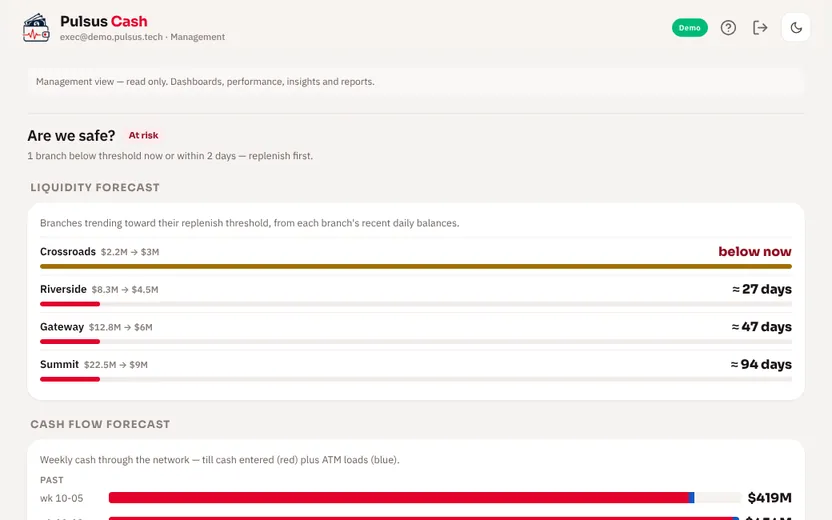 Pulsus Cash
exec@demo.pulsus.tech · Management
Demo
Management view — read only. Dashboards, performance, insights and reports.
Are we safe? At risk
1 branch below threshold now or within 2 days — replenish first.
LIQUIDITY FORECAST
Branches trending toward their replenish threshold, from each branch's recent daily balances.
Crossroads $2.2M → $3M below now
Riverside $8.3M → $4.5M ≈ 27 days
Gateway $12.8M → $6M ≈ 47 days
Summit $22.5M → $9M ≈ 94 days
CASH FLOW FORECAST
Weekly cash through the network — till cash entered (red) plus ATM loads (blue).
PAST
wk 10-05 $419M